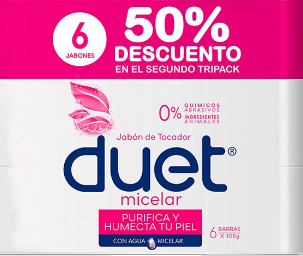 6
JABONES
50%
DESCUENTO
EN EL SEGUNDO TRIPACK
0%
QUIMICOS
ABRASIVOS
INGREDIENTES
ANIMALES
Jabón de Tocador
duet®
micelar
PURIFICA Y
HUMECTA TU PIEL
CON AGUA MICELAR
6 BARRAS
X 105g